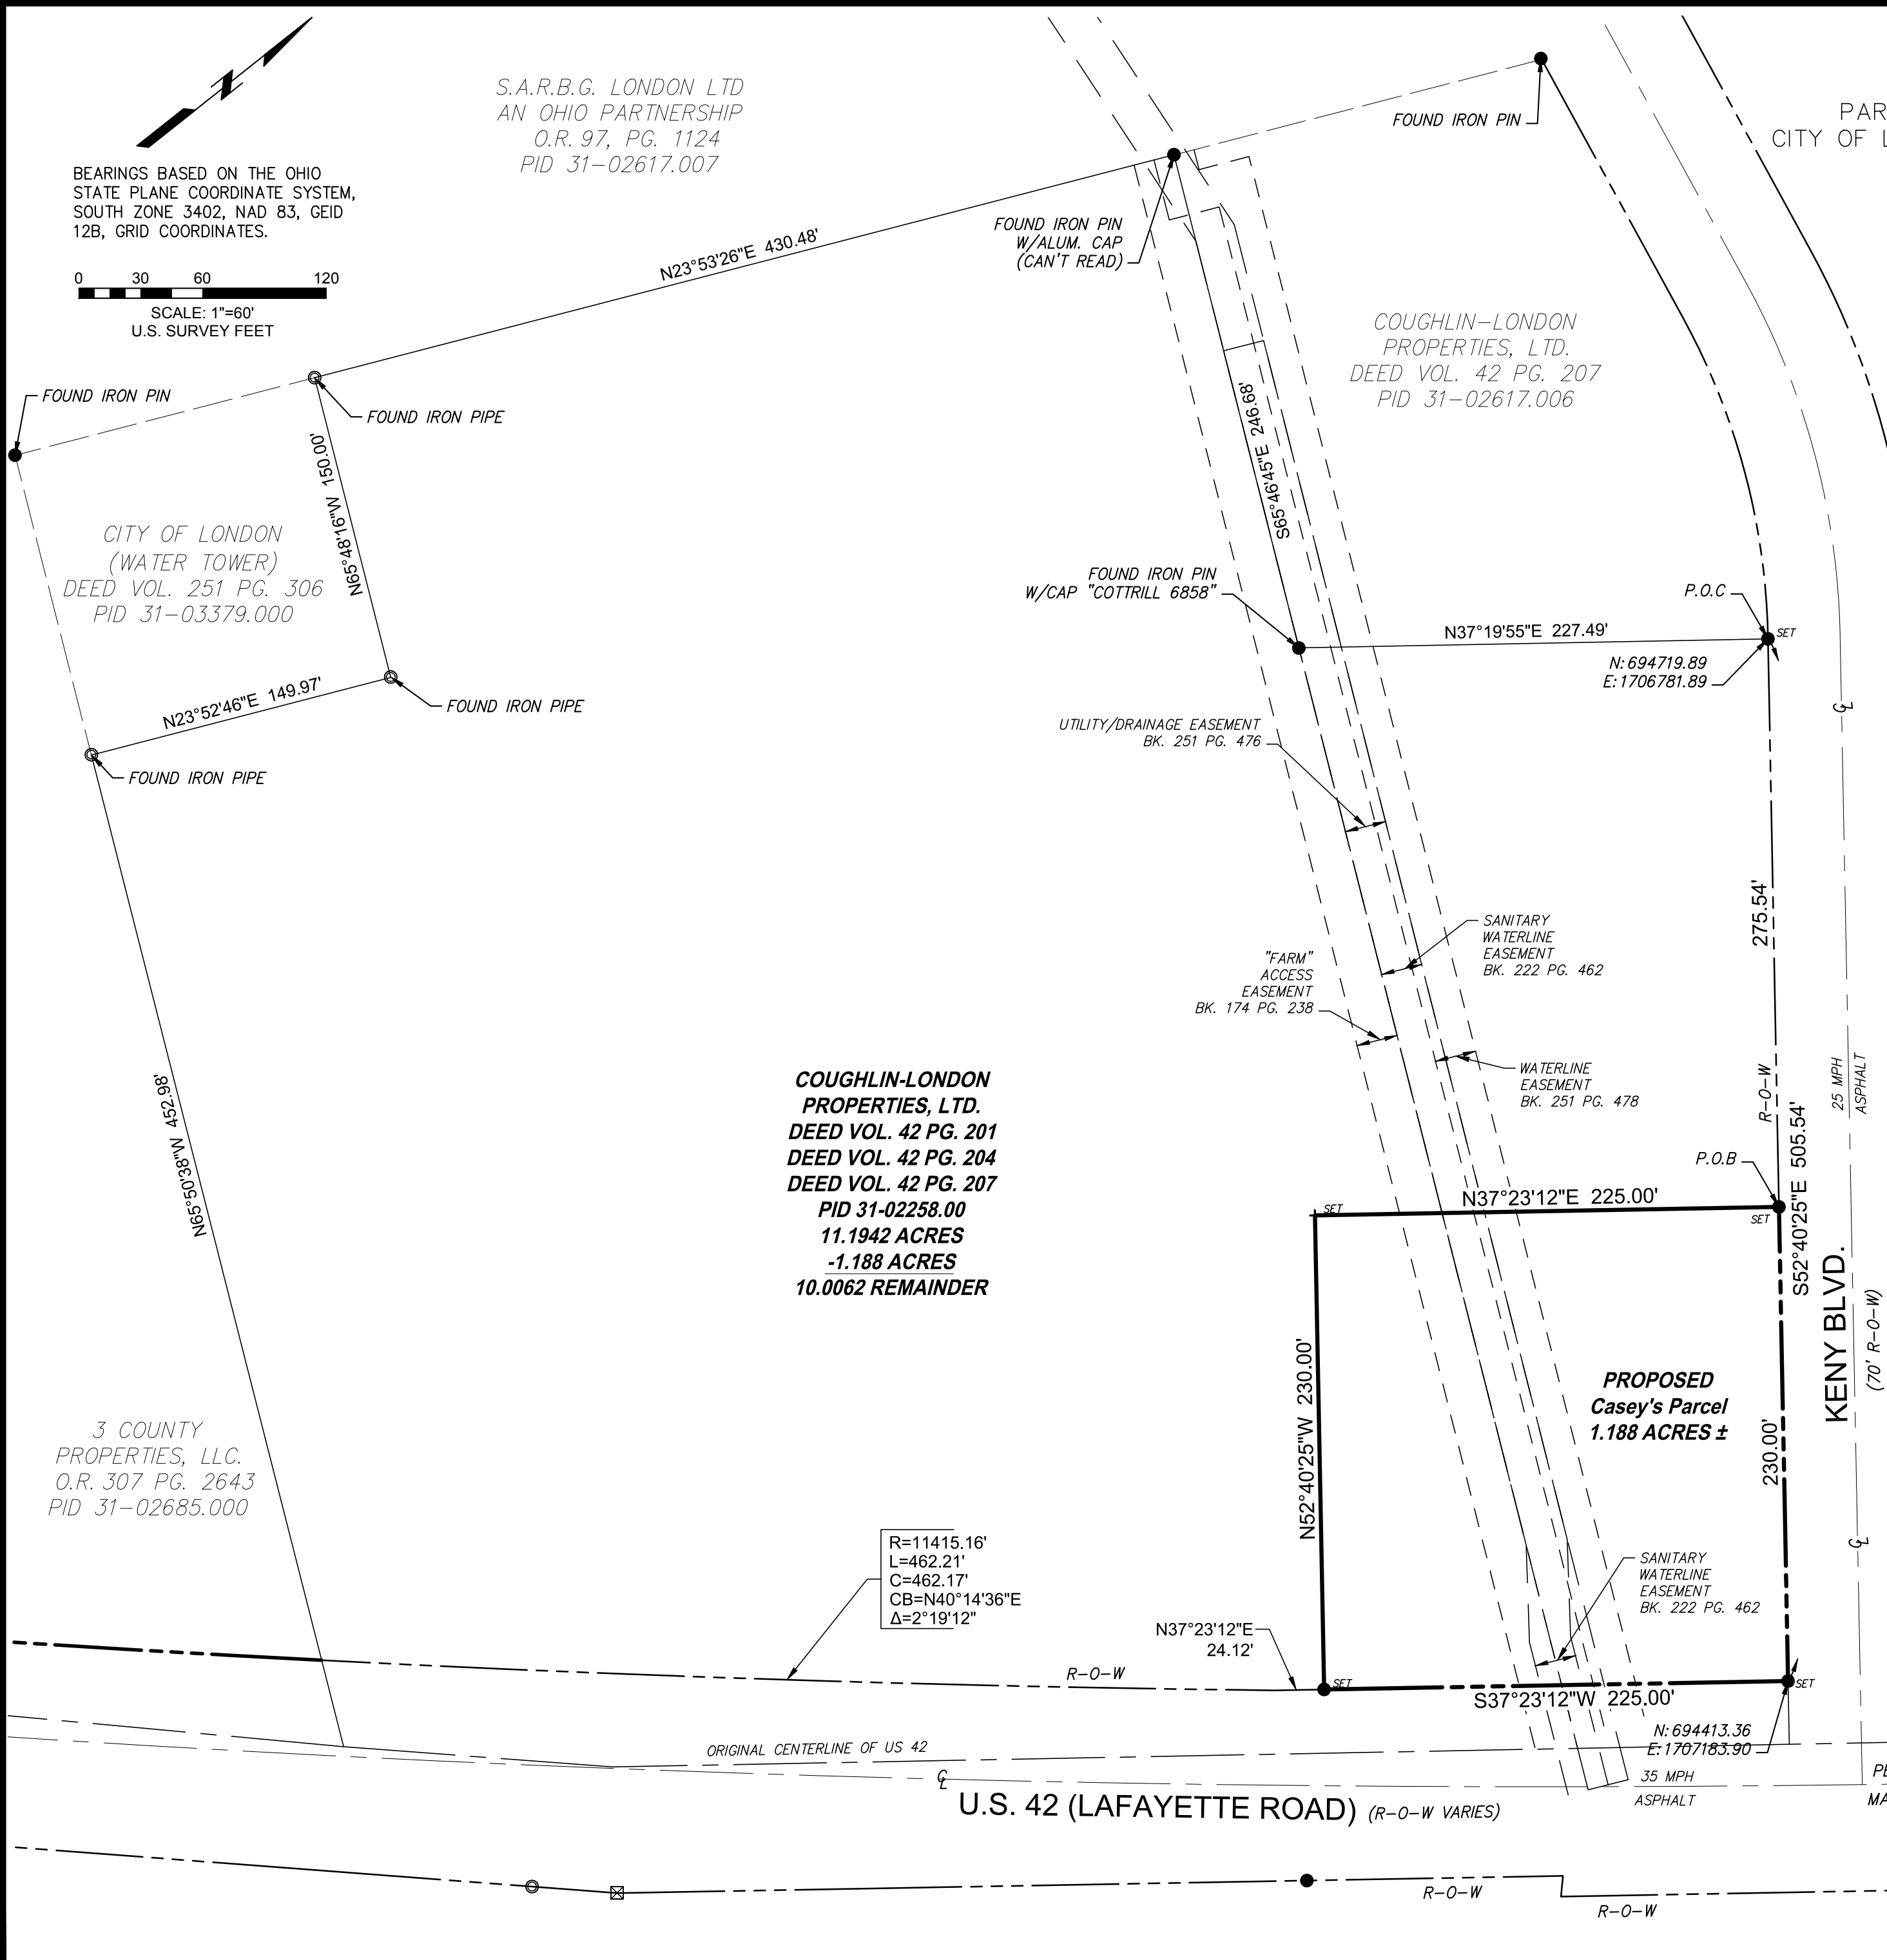 S.A.R.B.G. LONDON LTD
AN OHIO PARTNERSHIP
O.R. 97, PG. 1124
PID 31-02617.007
BEARINGS BASED ON THE OHIO
STATE PLANE COORDINATE SYSTEM,
SOUTH ZONE 3402, NAD 83, GEID
12B, GRID COORDINATES.
0 30 60 120
SCALE: 1"=60'
U.S. SURVEY FEET
FOUND IRON PIN
PAR
CITY OF L
N23°53'26"E 430.48'
FOUND IRON PIN
W/ALUM. CAP
(CAN'T READ)
COUGHLIN-LONDON
PROPERTIES, LTD.
DEED VOL. 42 PG. 207
PID 31-02617.006
FOUND IRON PIN
FOUND IRON PIPE
N65°48'16"W 150.00'
S65°46'45"E 246.68'
CITY OF LONDON
(WATER TOWER)
DEED VOL. 251 PG. 306
PID 31-03379.000
FOUND IRON PIN
W/CAP "COTTRILL 6858"
P.O.C
SET
N37°19'55"E 227.49'
N: 694719.89
E: 1706781.89
N23°52'46"E 149.97'
FOUND IRON PIPE
FOUND IRON PIPE
UTILITY/DRAINAGE EASEMENT
BK. 251 PG. 476
275.54'
SANITARY
WATERLINE
EASEMENT
BK. 222 PG. 462
"FARM"
ACCESS
EASEMENT
BK. 174 PG. 238
WATERLINE
EASEMENT
BK. 251 PG. 478
R-O-W
25 MPH
ASPHALT
N65°50'38"W 452.98'
COUGHLIN-LONDON
PROPERTIES, LTD.
DEED VOL. 42 PG. 201
DEED VOL. 42 PG. 204
DEED VOL. 42 PG. 207
PID 31-02258.00
11.1942 ACRES
-1.188 ACRES
10.0062 REMAINDER
P.O.B
SET
N37°23'12"E 225.00'
SET
S52°40'25"E 505.54'
KENY BLVD.
(70' R-O-W)
N52°40'25"W 230.00'
PROPOSED
Casey's Parcel
1.188 ACRES ±
230.00'
3 COUNTY
PROPERTIES, LLC.
O.R. 307 PG. 2643
PID 31-02685.000
R=11415.16'
L=462.21'
C=462.17'
CB=N40°14'36"E
Δ=2°19'12"
SANITARY
WATERLINE
EASEMENT
BK. 222 PG. 462
N37°23'12"E
24.12'
R-O-W
SET
SET
S37°23'12"W 225.00'
N: 694413.36
E: 1707183.90
ORIGINAL CENTERLINE OF US 42
35 MPH
ASPHALT
PE
MA
U.S. 42 (LAFAYETTE ROAD) (R-O-W VARIES)
R-O-W
R-O-W